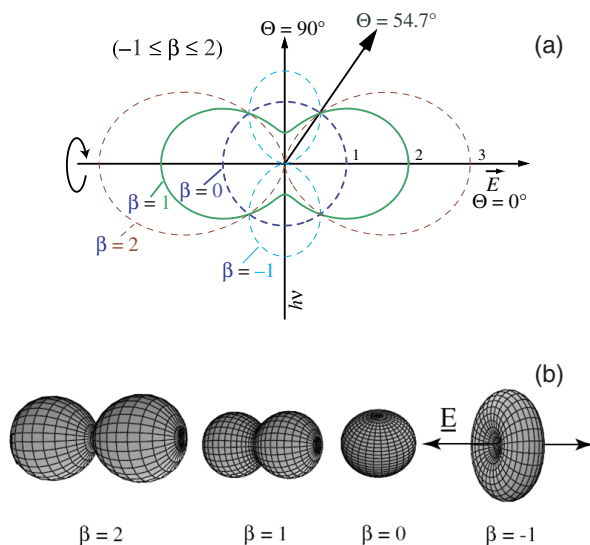 Θ = 90°
(a)
(−1 ≤ β ≤ 2)
Θ = 54.7°
1
2
3
E
Θ = 0°
β = 0
β = 1
β = 2
β = −1
hν
(b)
E
β = 2
β = 1
β = 0
β = -1